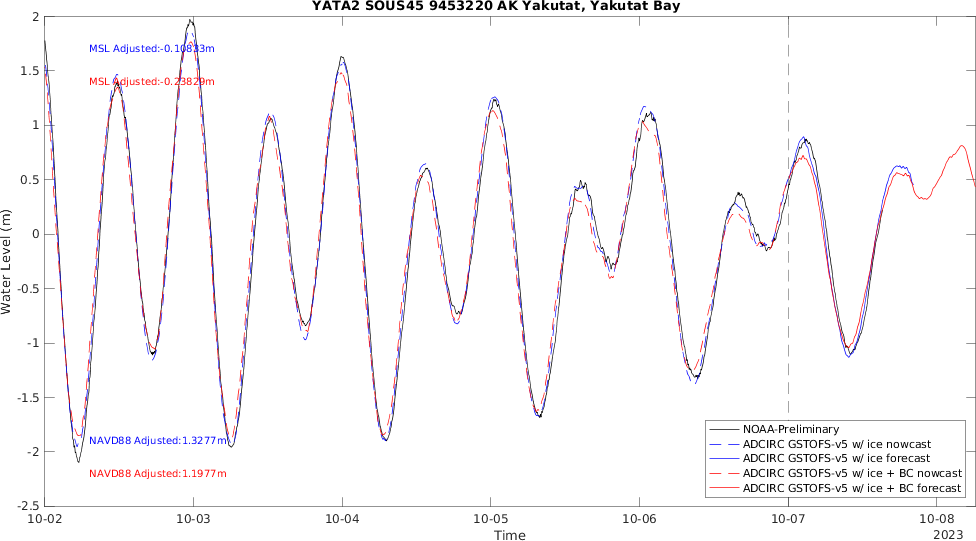 YATA2 SOUS45 9453220 AK Yakutat, Yakutat Bay
2
1.5
1
0.5
0
-0.5
-1
-1.5
-2
-2.5
Water Level (m)
MSL Adjusted:-0.10833m
MSL Adjusted:-0.23829m
NAVD88 Adjusted:1.3277m
NAVD88 Adjusted:1.1977m
NOAA-Preliminary
ADCIRC GSTOFS-v5 w/ ice nowcast
ADCIRC GSTOFS-v5 w/ ice forecast
ADCIRC GSTOFS-v5 w/ ice + BC nowcast
ADCIRC GSTOFS-v5 w/ ice + BC forecast
10-02 10-03 10-04 10-05 10-06 10-07 10-08
Time
2023